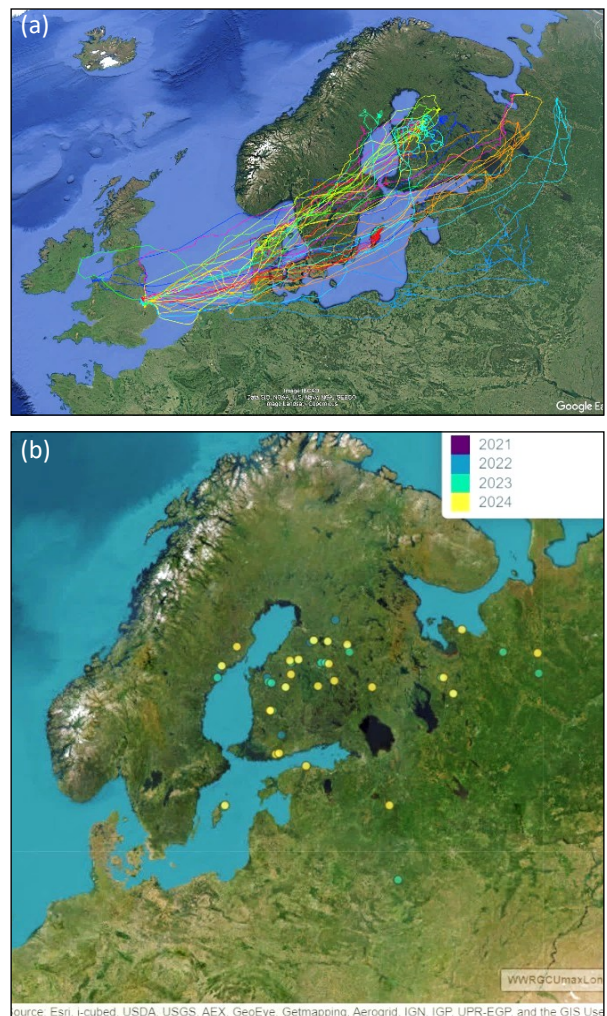 (a)
Google Ea
(b)
2021
2022
2023
2024
WWRGCUmaxLon
ource: Esri, i-cubed, USDA, USGS, AEX, GeoEye, Getmapping, Aerogrid, IGN, IGP, UPR-EGP, and the GIS Use